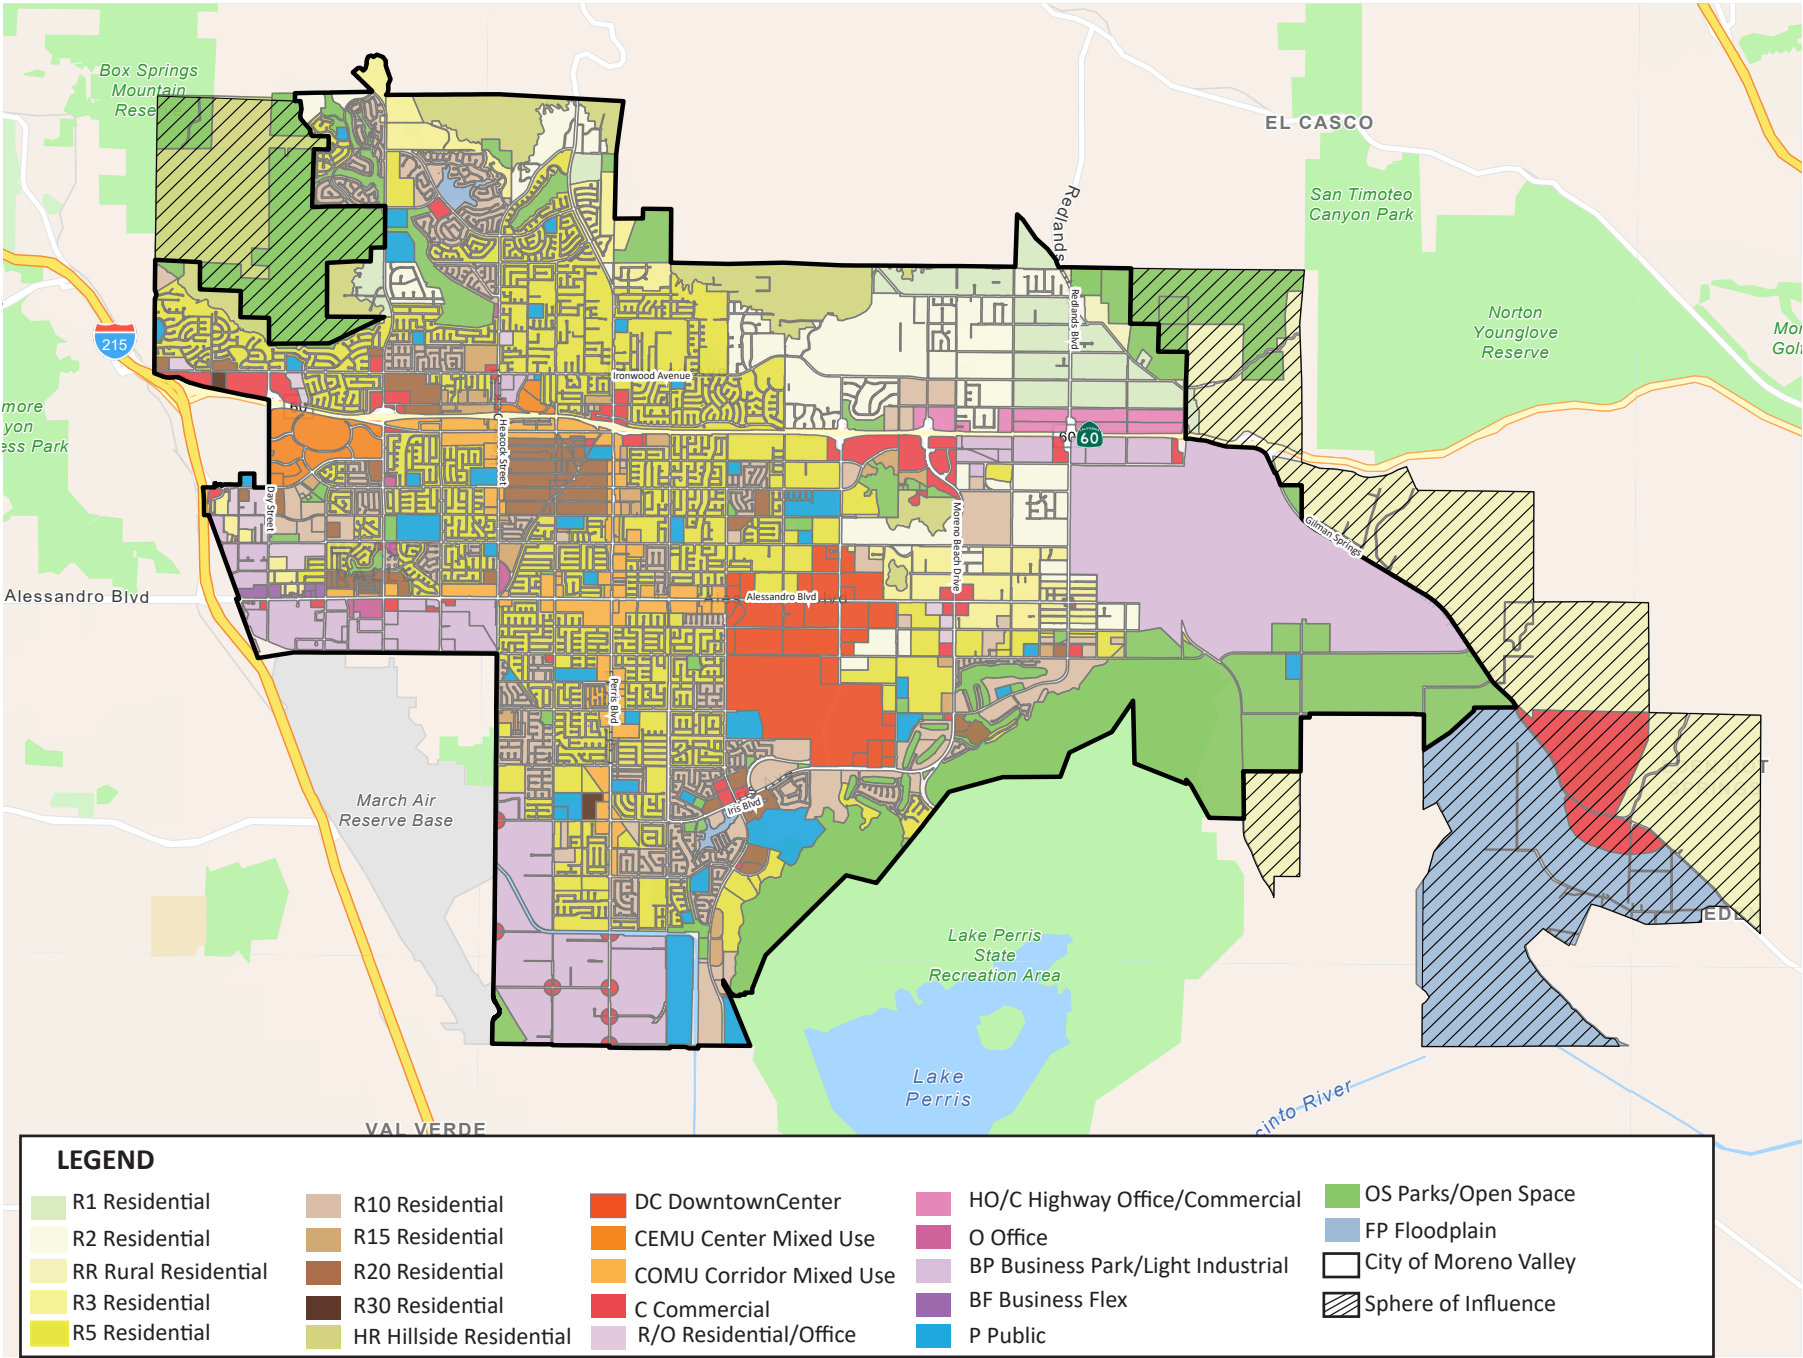 Box Springs
Mountain
Rese
EL CASCO
San Timoteo
Canyon Park
Redlands
Redlands Blvd
Norton
Younglove
Reserve
Mor
Golf
215
Ironwood Avenue
more
yon
ess Park
60
60
60
Heacock Street
Day Street
Moreno Beach Drive
Gilman Springs
Alessandro Blvd
Alessandro Blvd
Perris Blvd
March Air
Reserve Base
Iris Blvd
Lake Perris
State
Recreation Area
Lake
Perris
cinto River
VAL VERDE
LEGEND
R1 Residential
R2 Residential
RR Rural Residential
R3 Residential
R5 Residential
R10 Residential
R15 Residential
R20 Residential
R30 Residential
HR Hillside Residential
DC DowntownCenter
CEMU Center Mixed Use
COMU Corridor Mixed Use
C Commercial
R/O Residential/Office
HO/C Highway Office/Commercial
O Office
BP Business Park/Light Industrial
BF Business Flex
P Public
OS Parks/Open Space
FP Floodplain
City of Moreno Valley
Sphere of Influence